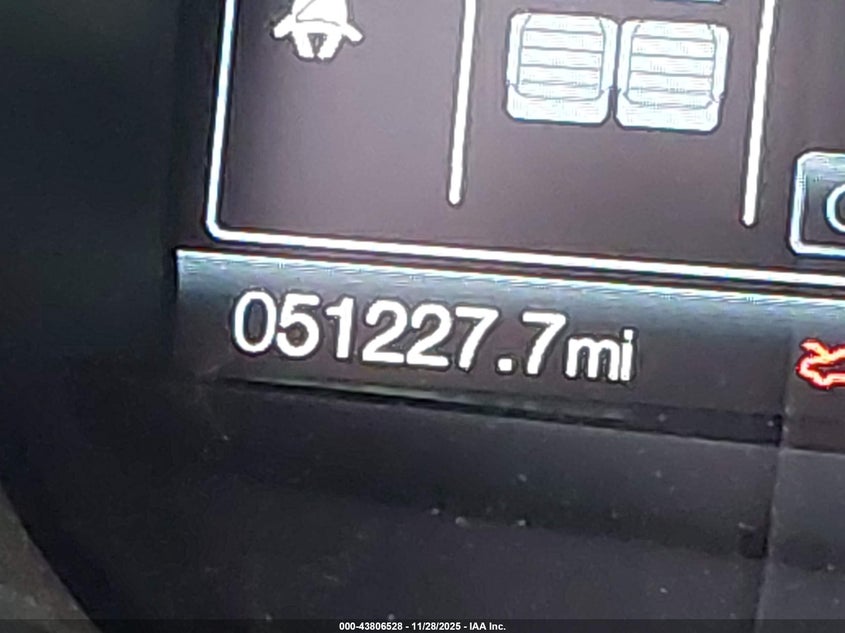 051227.7mi
000-43806528 - 11/28/2025 - IAA Inc.